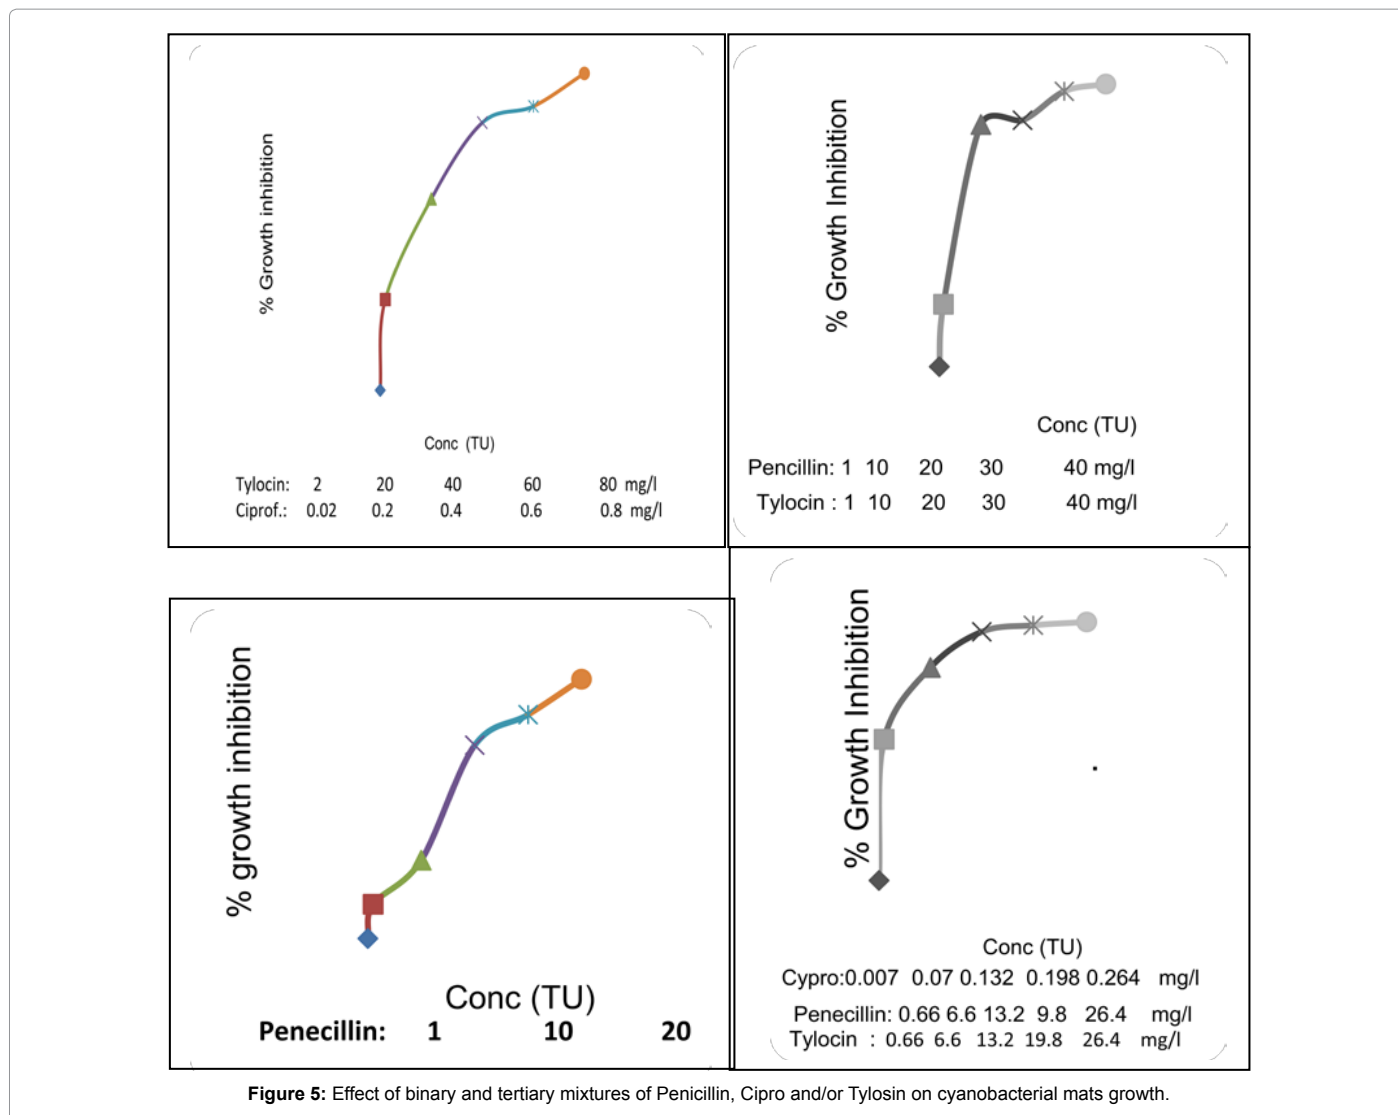 % Growth inhibition
Conc (TU)
Tylocin: 2 20 40 60 80 mg/l
Ciprof.: 0.02 0.2 0.4 0.6 0.8 mg/l
% Growth Inhibition
Conc (TU)
Pencillin: 1 10 20 30 40 mg/l
Tylocin : 1 10 20 30 40 mg/l
% growth inhibition
Conc (TU)
Penecillin: 1 10 20
% Growth Inhibition
Conc (TU)
Cypro:0.007 0.07 0.132 0.198 0.264 mg/l
Penecillin: 0.66 6.6 13.2 9.8 26.4 mg/l
Tylocin : 0.66 6.6 13.2 19.8 26.4 mg/l
Figure 5: Effect of binary and tertiary mixtures of Penicillin, Cipro and/or Tylosin on cyanobacterial mats growth.